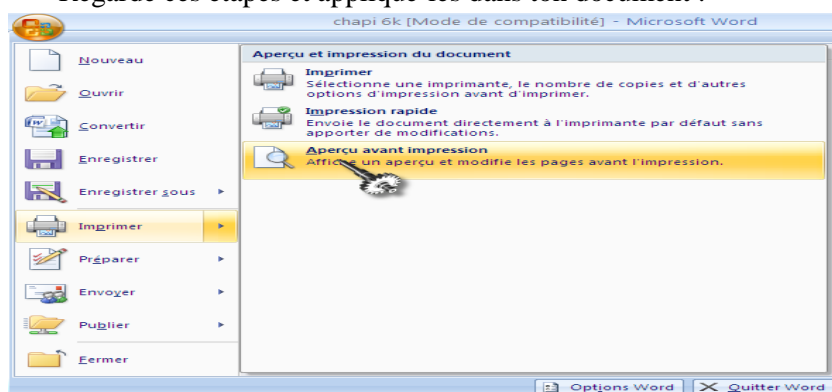 Regarde ces étapes et applique-les dans ton document :
chapi 6k [Mode de compatibilité] - Microsoft Word
Nouveau
Ouvrir
Convertir
Enregistrer
Enregistrer sous
Imprimer
Préparer
Envoyer
Publier
Fermer
Aperçu et impression du document
Imprimer
Sélectionne une imprimante, le nombre de copies et d'autres
options d'impression avant d'imprimer.
Impression rapide
Envoie le document directement à l'imprimante par défaut sans
apporter de modifications.
Aperçu avant impression
Affiche un aperçu et modifie les pages avant l'impression.
Options Word
Quitter Word